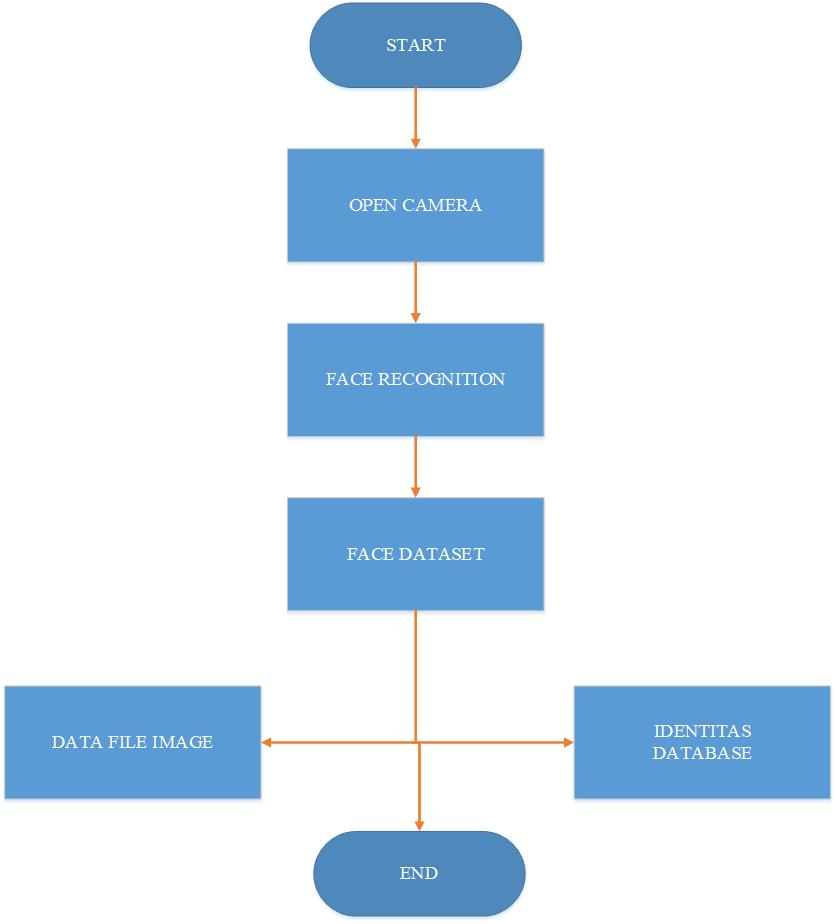 START
OPEN CAMERA
FACE RECOGNITION
FACE DATASET
DATA FILE IMAGE
IDENTITAS
DATABASE
END